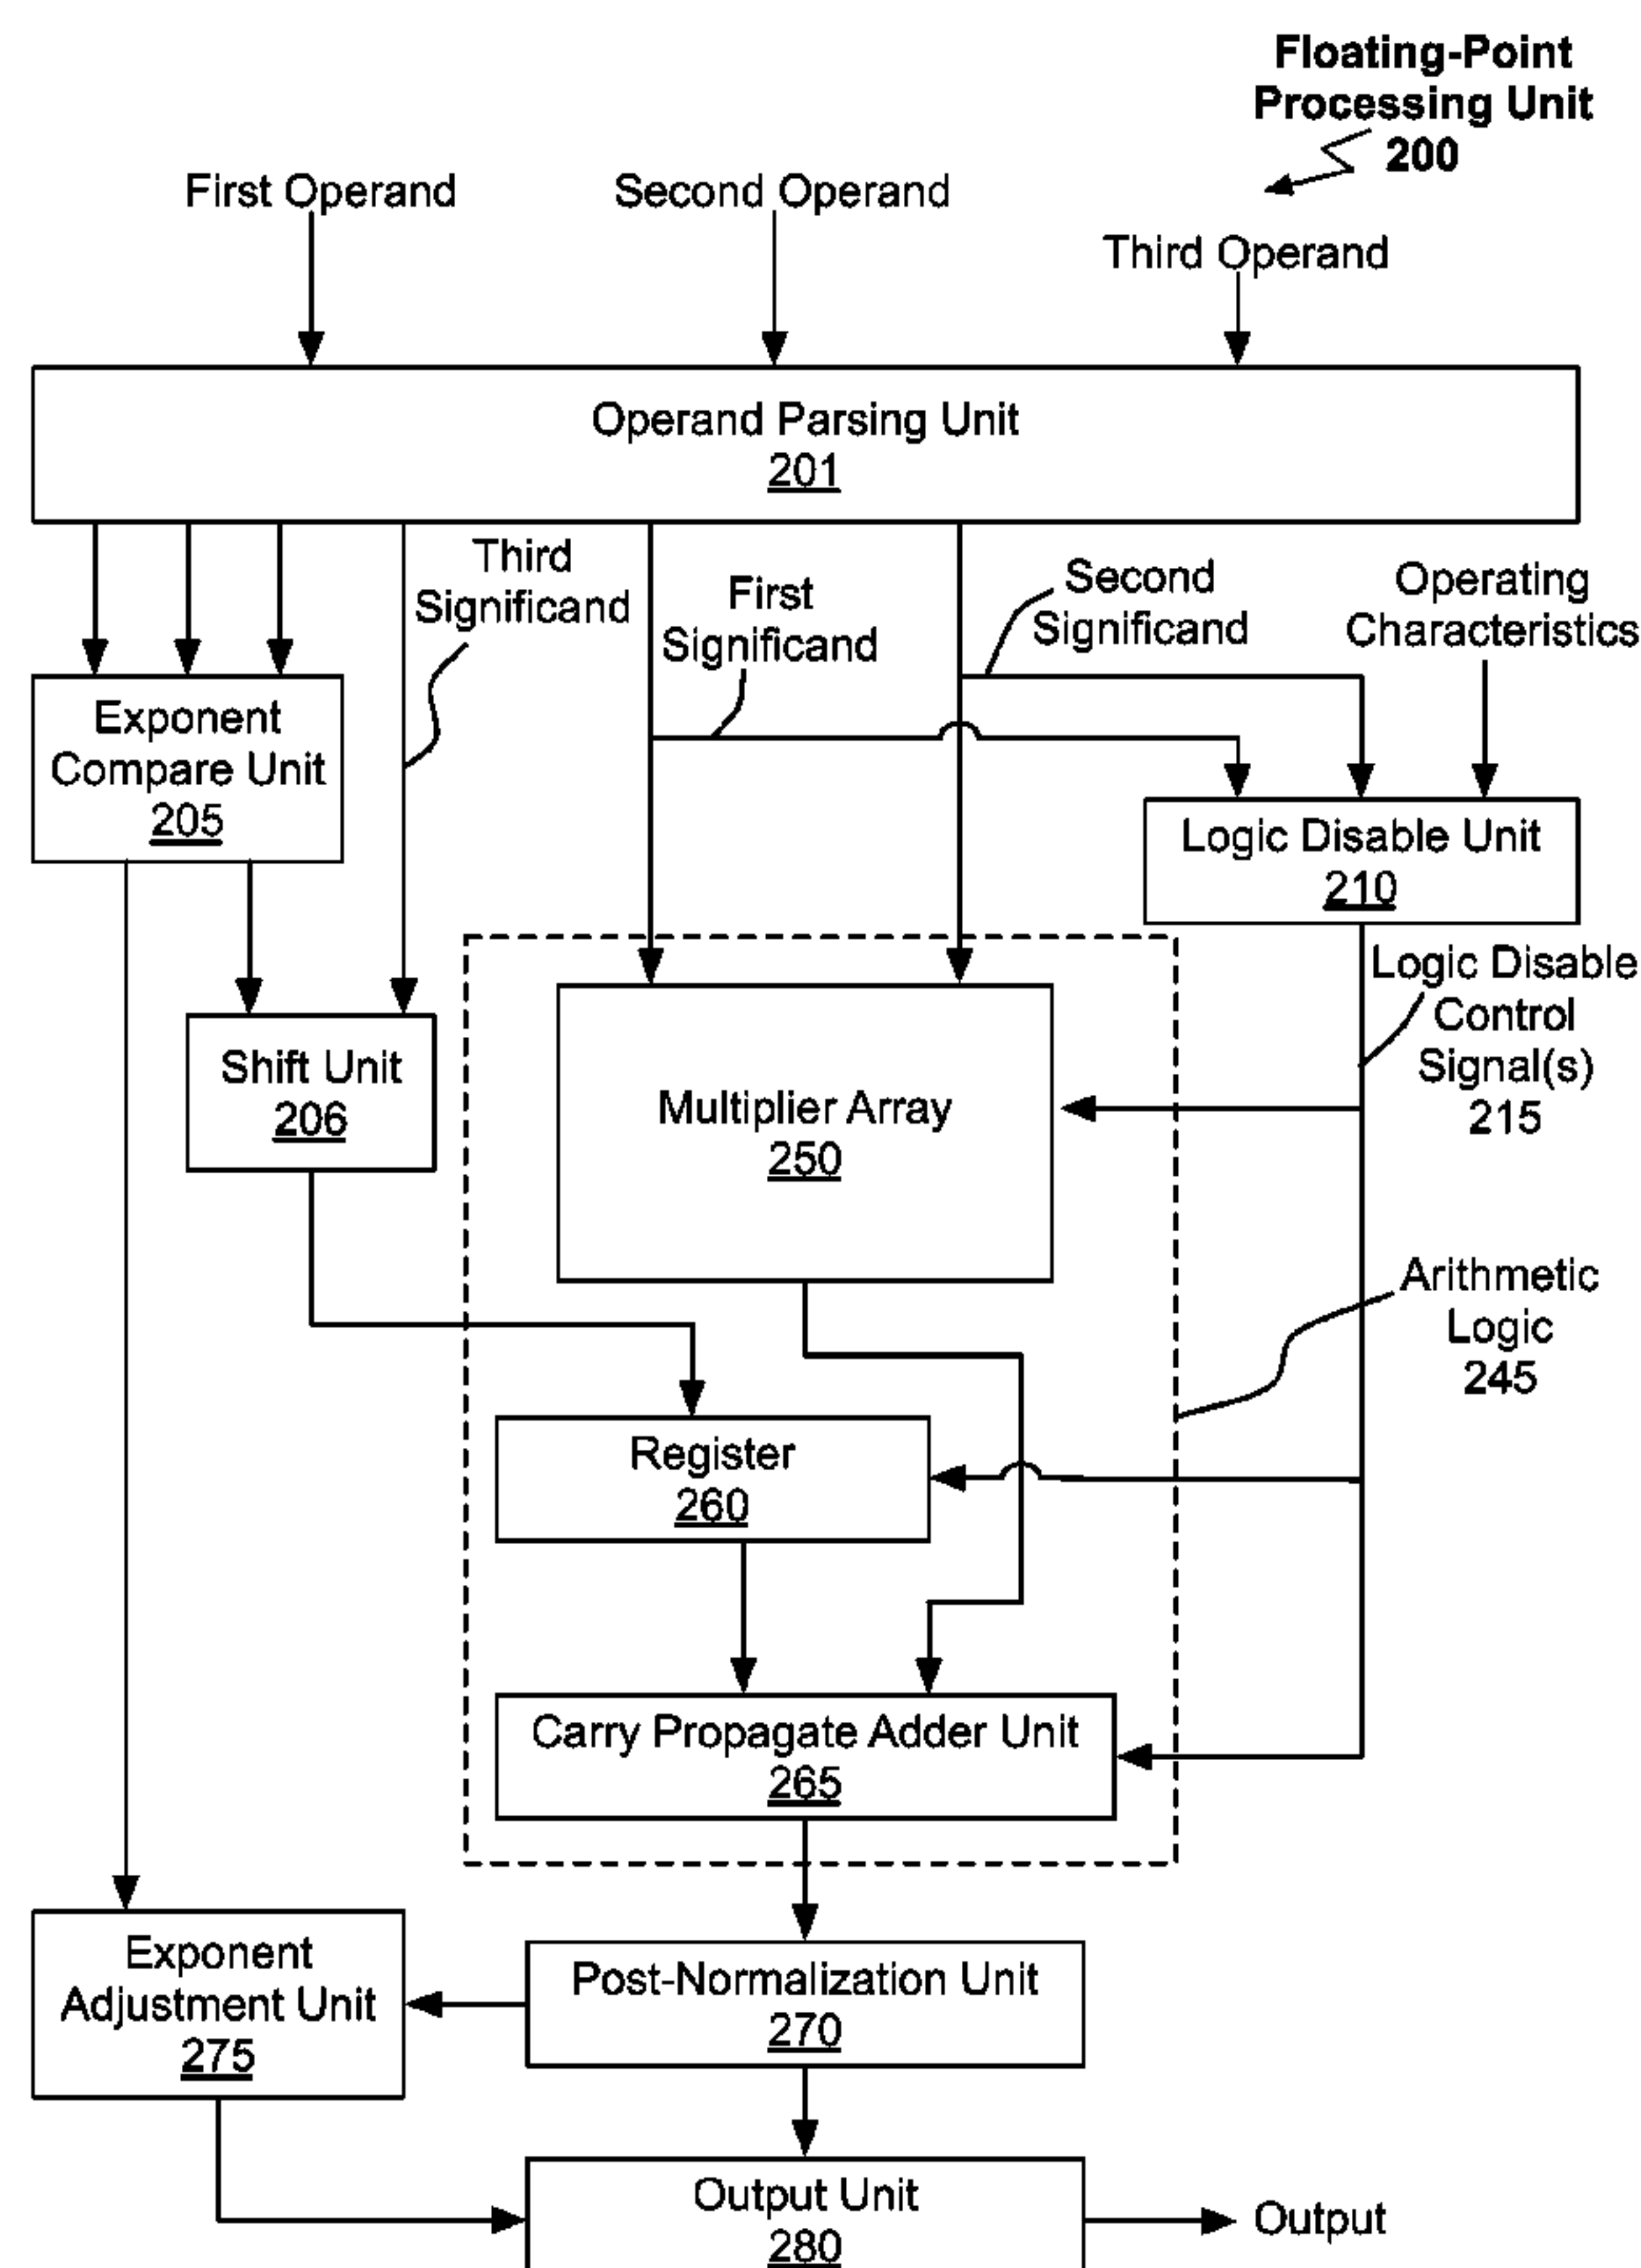 Floating-Point
Processing Unit
200
First Operand
Second Operand
Third Operand
Operand Parsing Unit
201
Third
Significand
First
Significand
Second
Significand
Operating
Characteristics
Exponent
Compare Unit
205
Logic Disable Unit
210
Logic Disable
Control
Signal(s)
215
Shift Unit
206
Multiplier Array
250
Arithmetic
Logic
245
Register
260
Carry Propagate Adder Unit
265
Exponent
Adjustment Unit
275
Post-Normalization Unit
270
Output Unit
280
Output